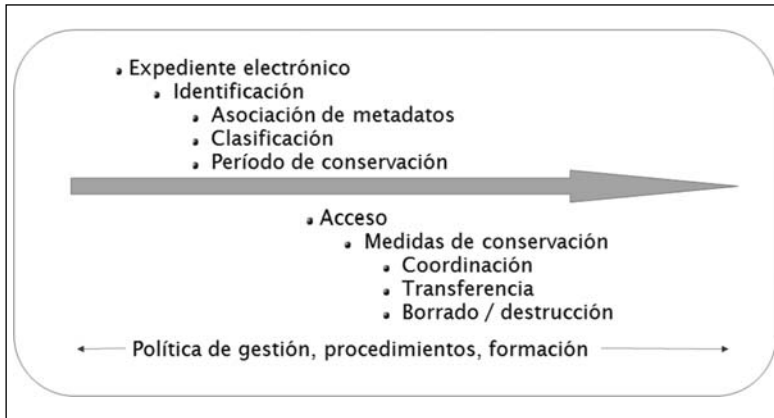 Expediente electrónico
Identificación
Asociación de metadatos
Clasificación
Período de conservación
Acceso
Medidas de conservación
Coordinación
Transferencia
Borrado / destrucción
Política de gestión, procedimientos, formación